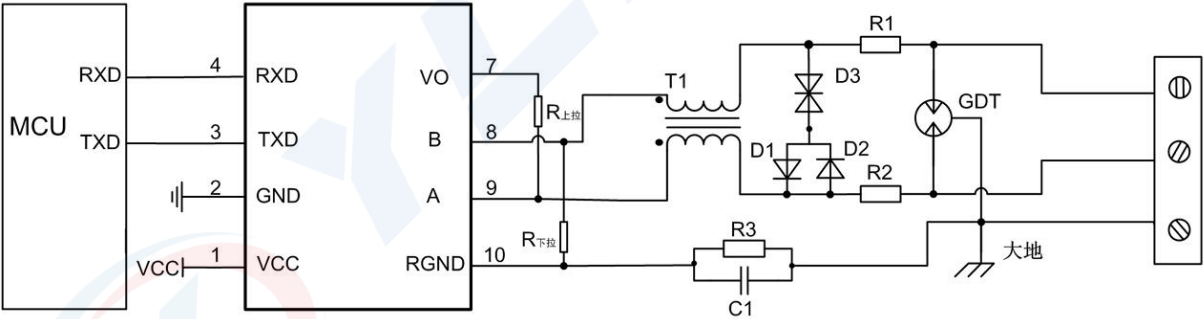 R1
T1
D3
GDT
RXD 4 RXD VO 7
R上拉
MCU
TXD 3 TXD B 8
D1 D2
2 GND A 9
R2
R下拉
R3
VCC 1 VCC RGND 10
大地
C1